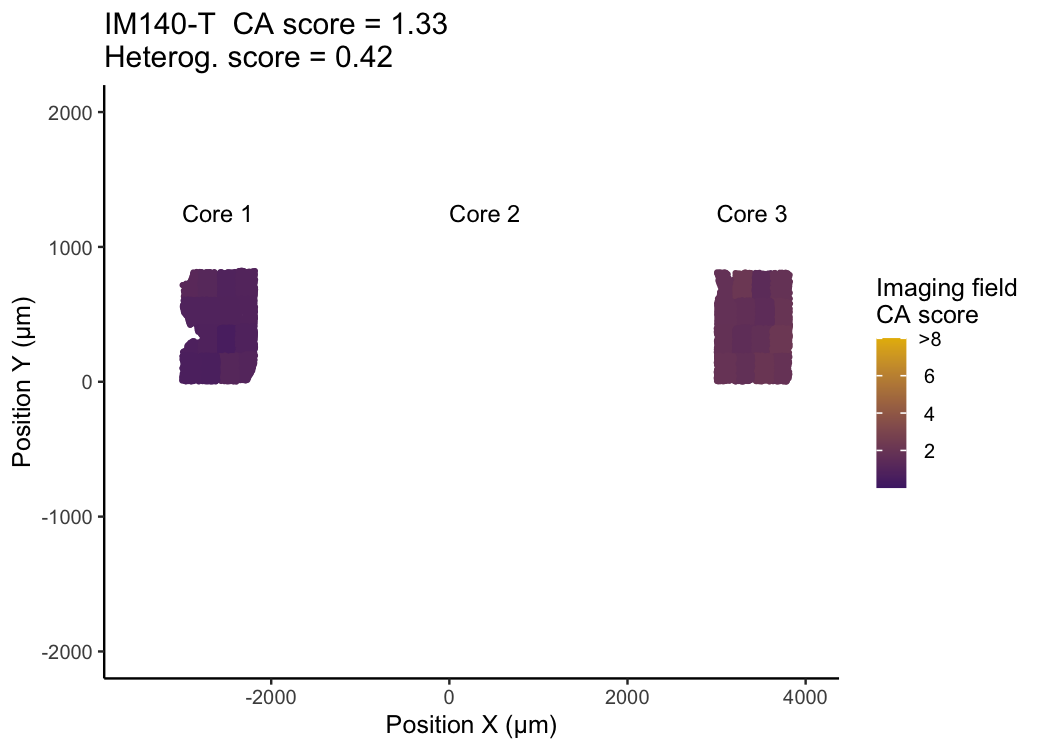 IM140-T  CA score = 1.33
Heterog. score = 0.42
2000
1000
0
-1000
-2000
Position Y (µm)
Core 1
Core 2
Core 3
-2000
0
2000
4000
Position X (µm)
Imaging field
CA score
>8
6
4
2